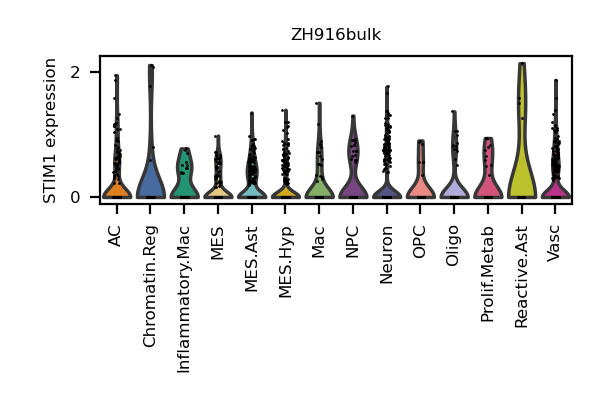 ZH916bulk
STIM1 expression
2
0
AC
Chromatin.Reg
Inflammatory.Mac
MES
MES.Ast
MES.Hyp
Mac
NPC
Neuron
OPC
Oligo
Prolif.Metab
Reactive.Ast
Vasc